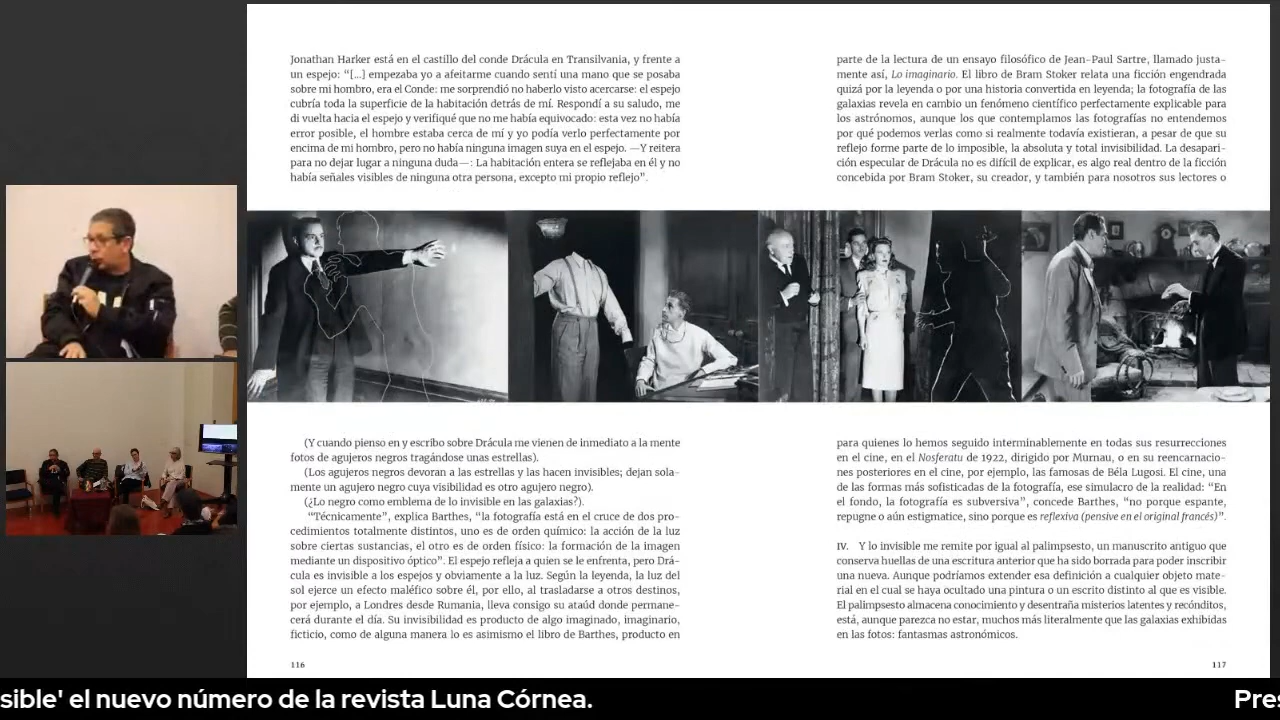 Jonathan Harker está en el castillo del conde Drácula en Transilvania, y frente a
un espejo: “[...] empezaba yo a afeitarme cuando sentí una mano que se posaba
sobre mi hombro, era el Conde: me sorprendió no haberlo visto acercarse: el espejo
cubría toda la superficie de la habitación detrás de mí. Respondí a su saludo, me
di vuelta hacia el espejo y verifiqué que no me había equivocado: esta vez no había
error posible, el hombre estaba cerca de mí y yo podía verlo perfectamente por
encima de mi hombro, pero no había ninguna imagen suya en el espejo. —Y reitera
para no dejar lugar a ninguna duda—: La habitación entera se reflejaba en él y no
había señales visibles de ninguna otra persona, excepto mi propio reflejo”.
(Y cuando pienso en y escribo sobre Drácula me vienen de inmediato a la mente
fotos de agujeros negros tragándose unas estrellas).
(Los agujeros negros devoran a las estrellas y las hacen invisibles; dejan sola-
mente un agujero negro cuya visibilidad es otro agujero negro).
(¿Lo negro como emblema de lo invisible en las galaxias?).
“Técnicamente”, explica Barthes, “la fotografía está en el cruce de dos pro-
cedimientos totalmente distintos, uno es de orden químico: la acción de la luz
sobre ciertas sustancias, el otro es de orden físico: la formación de la imagen
mediante un dispositivo óptico”. El espejo refleja a quien se le enfrenta, pero Drá-
cula es invisible a los espejos y obviamente a la luz. Según la leyenda, la luz del
sol ejerce un efecto maléfico sobre él, por ello, al trasladarse a otros destinos,
por ejemplo, a Londres desde Rumania, lleva consigo su ataúd donde permane-
cerá durante el día. Su invisibilidad es producto de algo imaginado, imaginario,
ficticio, como de alguna manera lo es asimismo el libro de Barthes, producto en
116
parte de la lectura de un ensayo filosófico de Jean-Paul Sartre, llamado justa-
mente así, Lo imaginario. El libro de Bram Stoker relata una ficción engendrada
quizá por la leyenda o por una historia convertida en leyenda; la fotografía de las
galaxias revela en cambio un fenómeno científico perfectamente explicable para
los astrónomos, aunque los que contemplamos las fotografías no entendemos
por qué podemos verlas como si realmente todavía existieran, a pesar de que su
reflejo forme parte de lo imposible, la absoluta y total invisibilidad. La desapari-
ción especular de Drácula no es difícil de explicar, es algo real dentro de la ficción
concebida por Bram Stoker, su creador, y también para nosotros sus lectores o
para quienes lo hemos seguido interminablemente en todas sus resurrecciones
en el cine, en el Nosferatu de 1922, dirigido por Murnau, o en su reencarnacio-
nes posteriores en el cine, por ejemplo, las famosas de Béla Lugosi. El cine, una
de las formas más sofisticadas de la fotografía, ese simulacro de la realidad: “En
el fondo, la fotografía es subversiva”, concede Barthes, “no porque espante,
repugne o aún estigmatice, sino porque es reflexiva (pensive en el original francés)”.
IV. Y lo invisible me remite por igual al palimpsesto, un manuscrito antiguo que
conserva huellas de una escritura anterior que ha sido borrada para poder inscribir
una nueva. Aunque podríamos extender esa definición a cualquier objeto mate-
rial en el cual se haya ocultado una pintura o un escrito distinto al que es visible.
El palimpsesto almacena conocimiento y desentraña misterios latentes y recónditos,
está, aunque parezca no estar, muchos más literalmente que las galaxias exhibidas
en las fotos: fantasmas astronómicos.
117
sible' el nuevo número de la revista Luna Córnea.
Pres